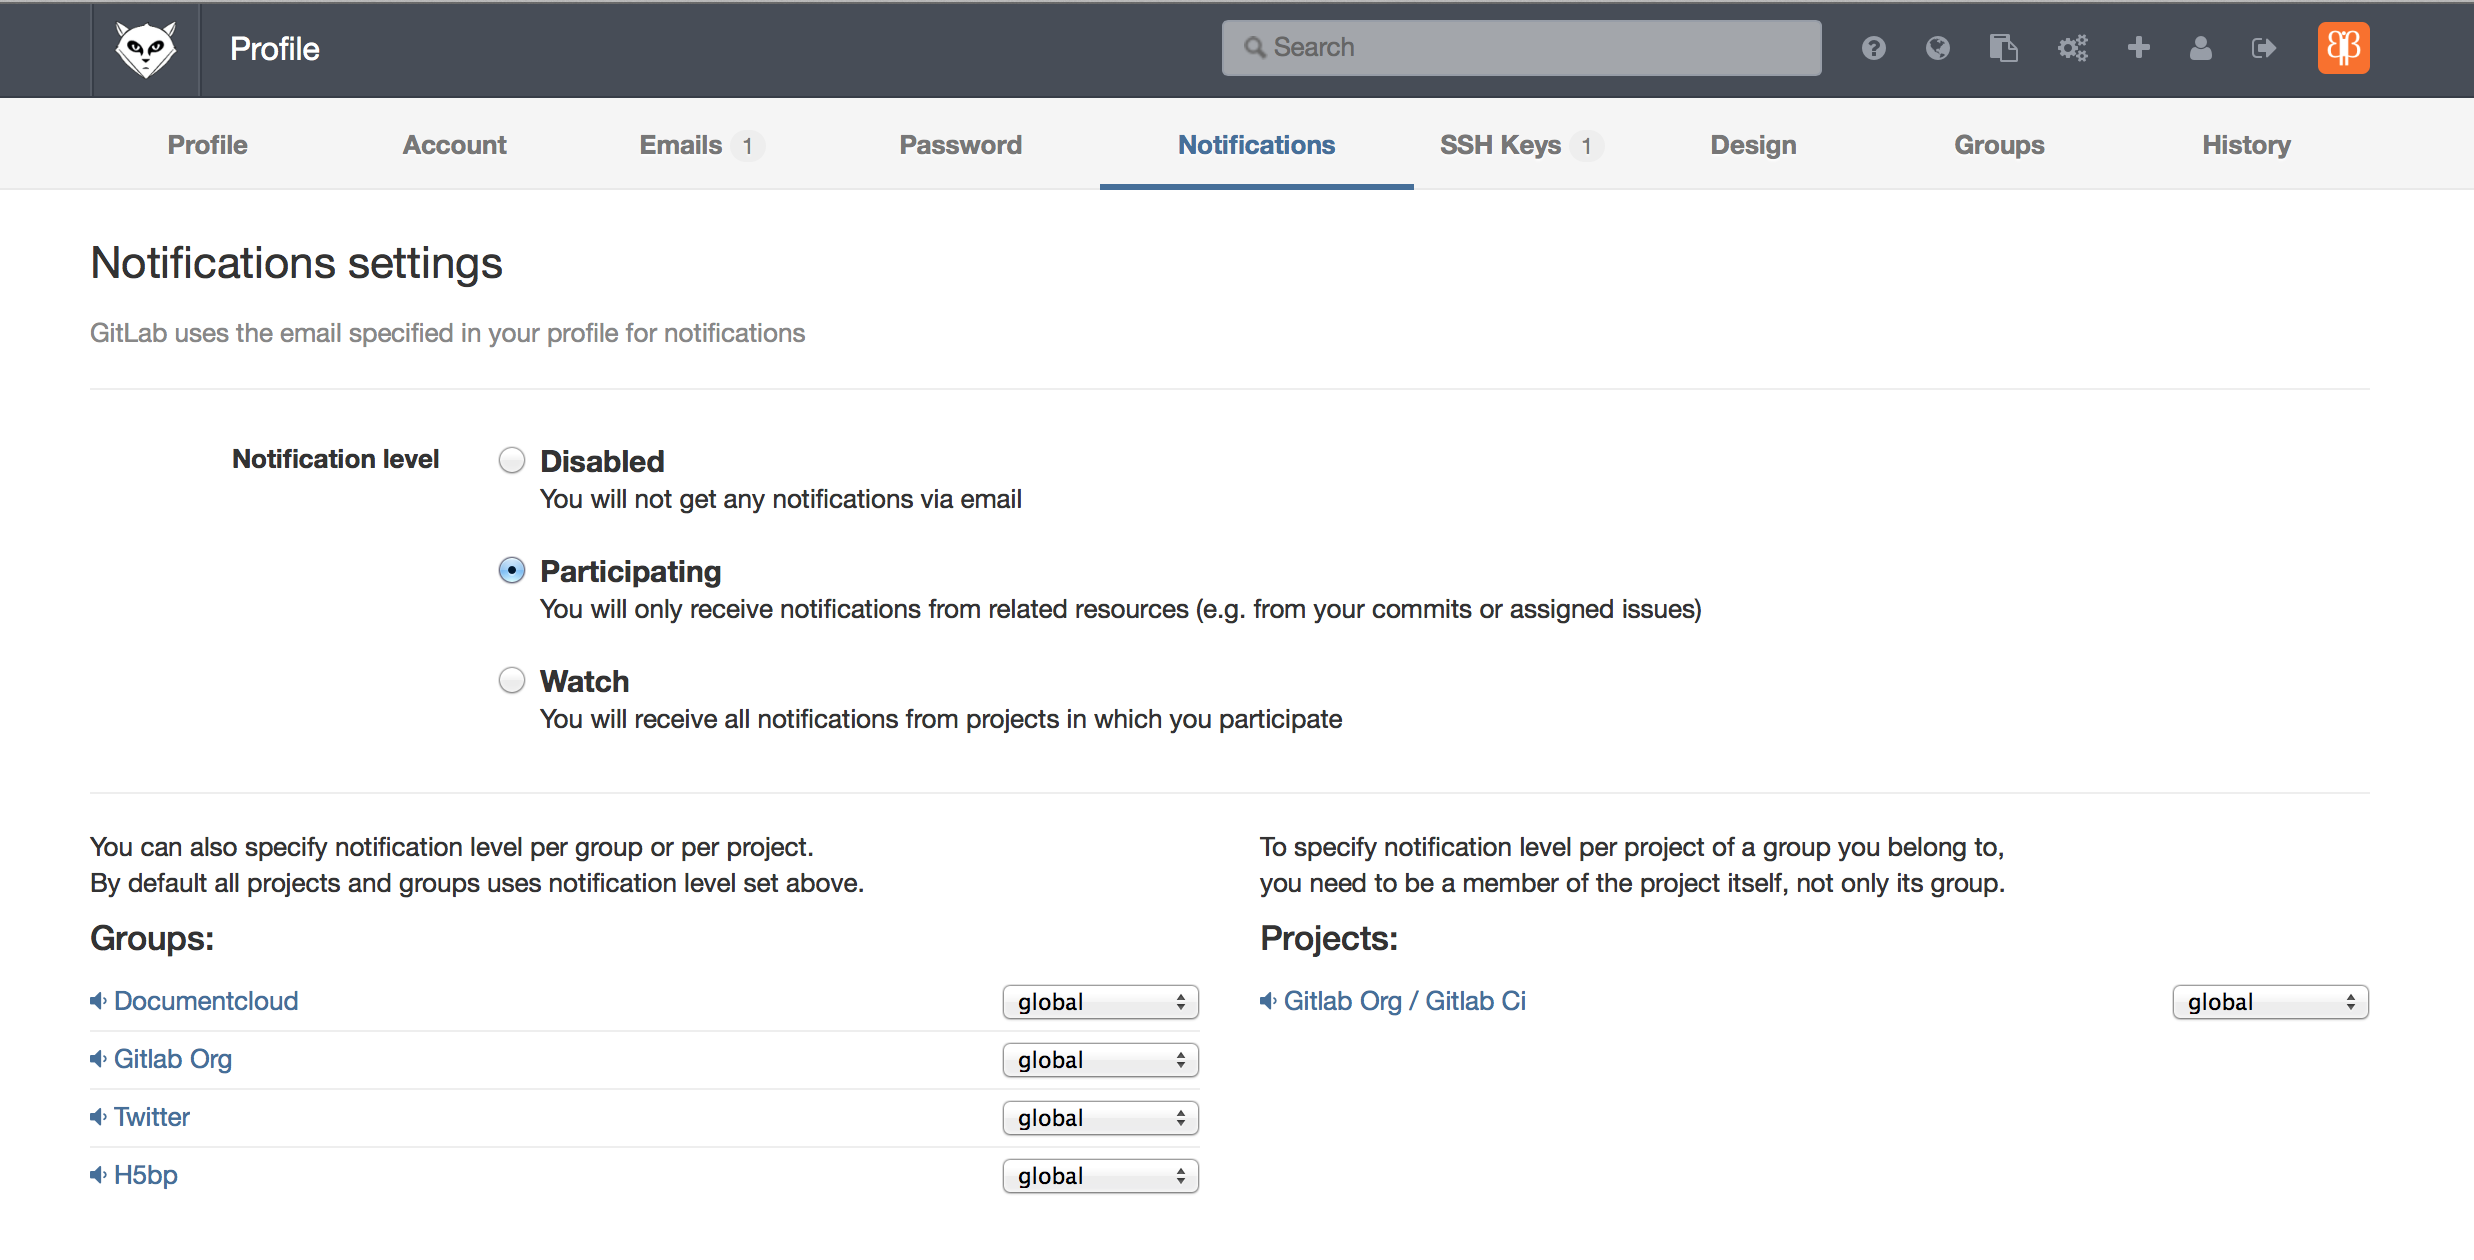 Profile
Search
Profile
Account
Emails 1
Password
Notifications
SSH Keys 1
Design
Groups
History
Notifications settings
GitLab uses the email specified in your profile for notifications
Notification level
Disabled
You will not get any notifications via email
Participating
You will only receive notifications from related resources (e.g. from your commits or assigned issues)
Watch
You will receive all notifications from projects in which you participate
You can also specify notification level per group or per project.
By default all projects and groups uses notification level set above.
Groups:
Documentcloud global
Gitlab Org global
Twitter global
H5bp global
To specify notification level per project of a group you belong to,
you need to be a member of the project itself, not only its group.
Projects:
Gitlab Org / Gitlab Ci global